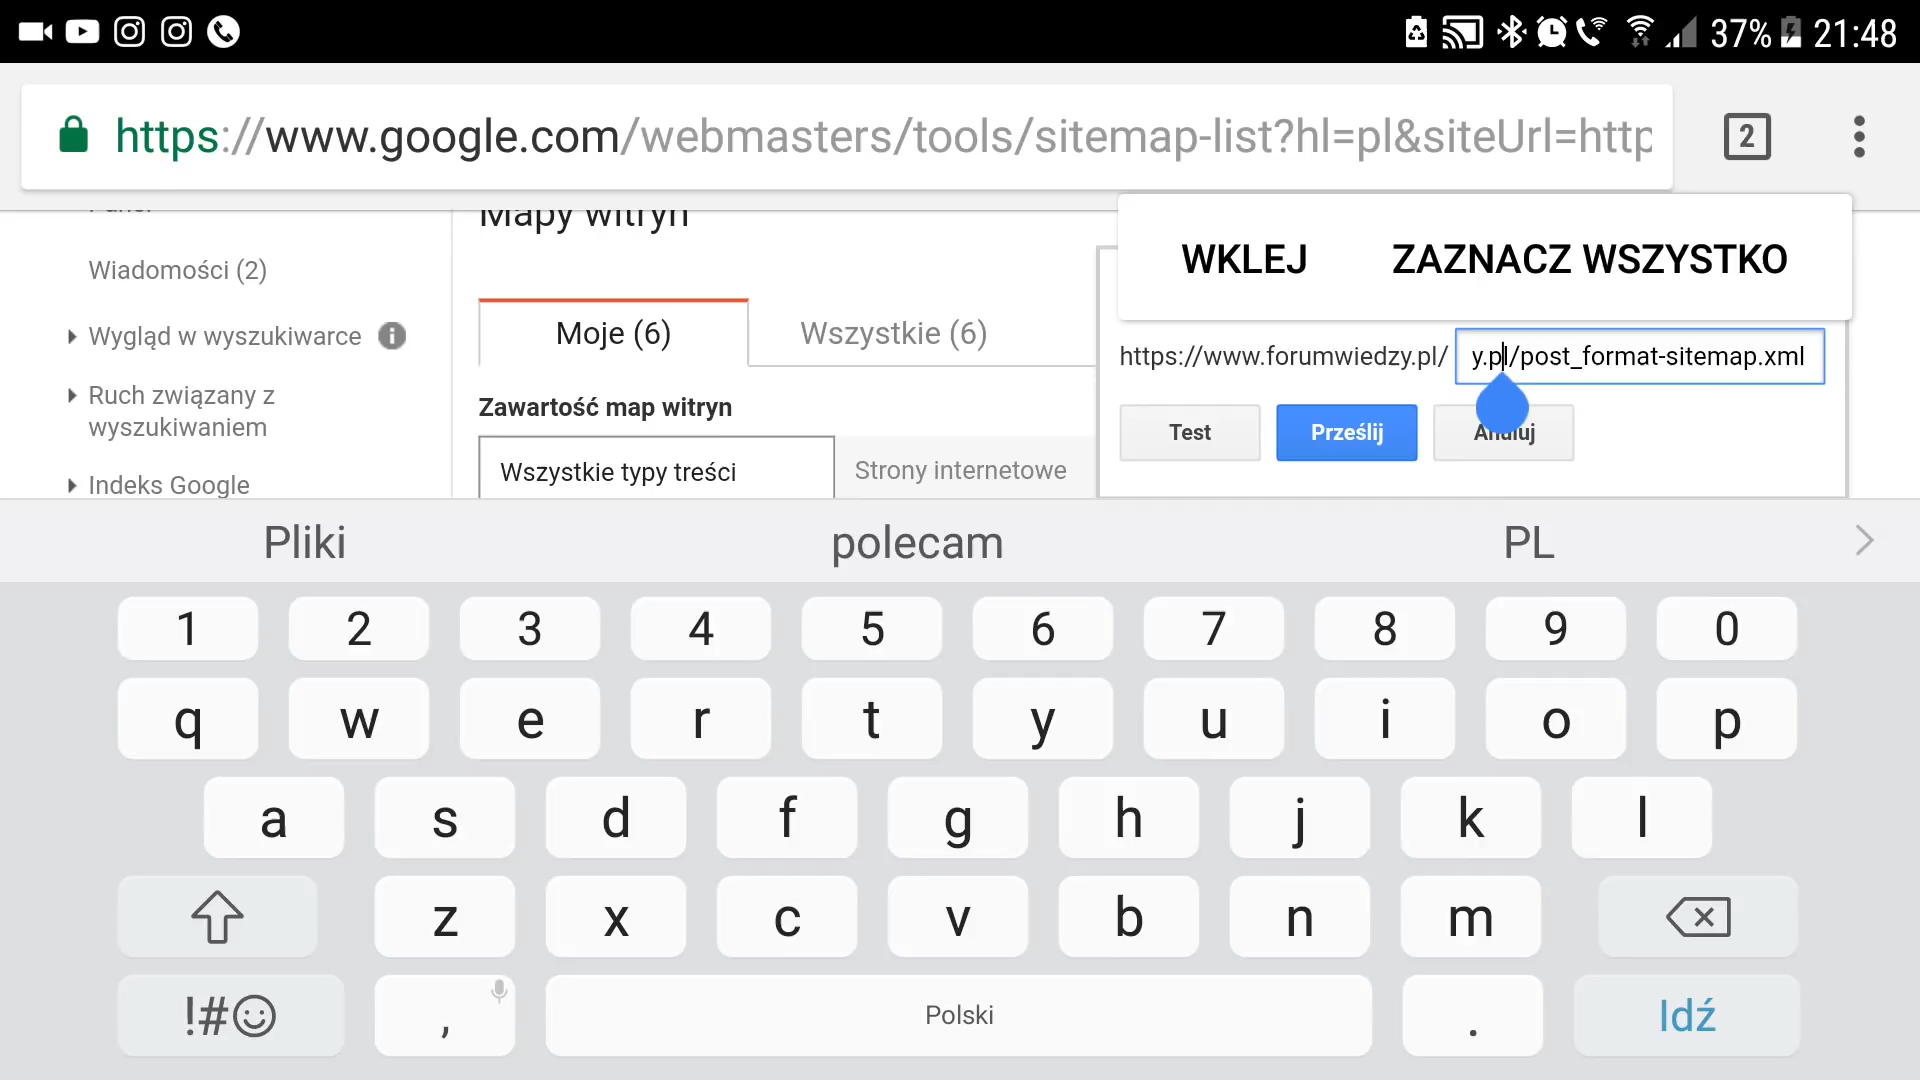 37% 21:48
https://www.google.com/webmasters/tools/sitemap-list?hl=pl&siteUrl=http
2
Panel
Wiadomości (2)
Wygląd w wyszukiwarce
Ruch związany z
wyszukiwaniem
Indeks Google
Mapy witryn
Moje (6)
Wszystkie (6)
Zawartość map witryn
Wszystkie typy treści
Strony internetowe
WKLEJ ZAZNACZ WSZYSTKO
https://www.forumwiedzy.pl/ y.pl/post_format-sitemap.xml
Test Prześlij Anuluj
Pliki polecam PL
1 2 3 4 5 6 7 8 9 0
q w e r t y u i o p
a s d f g h j k l
z x c v b n m
!#☺ , Polski . Idź